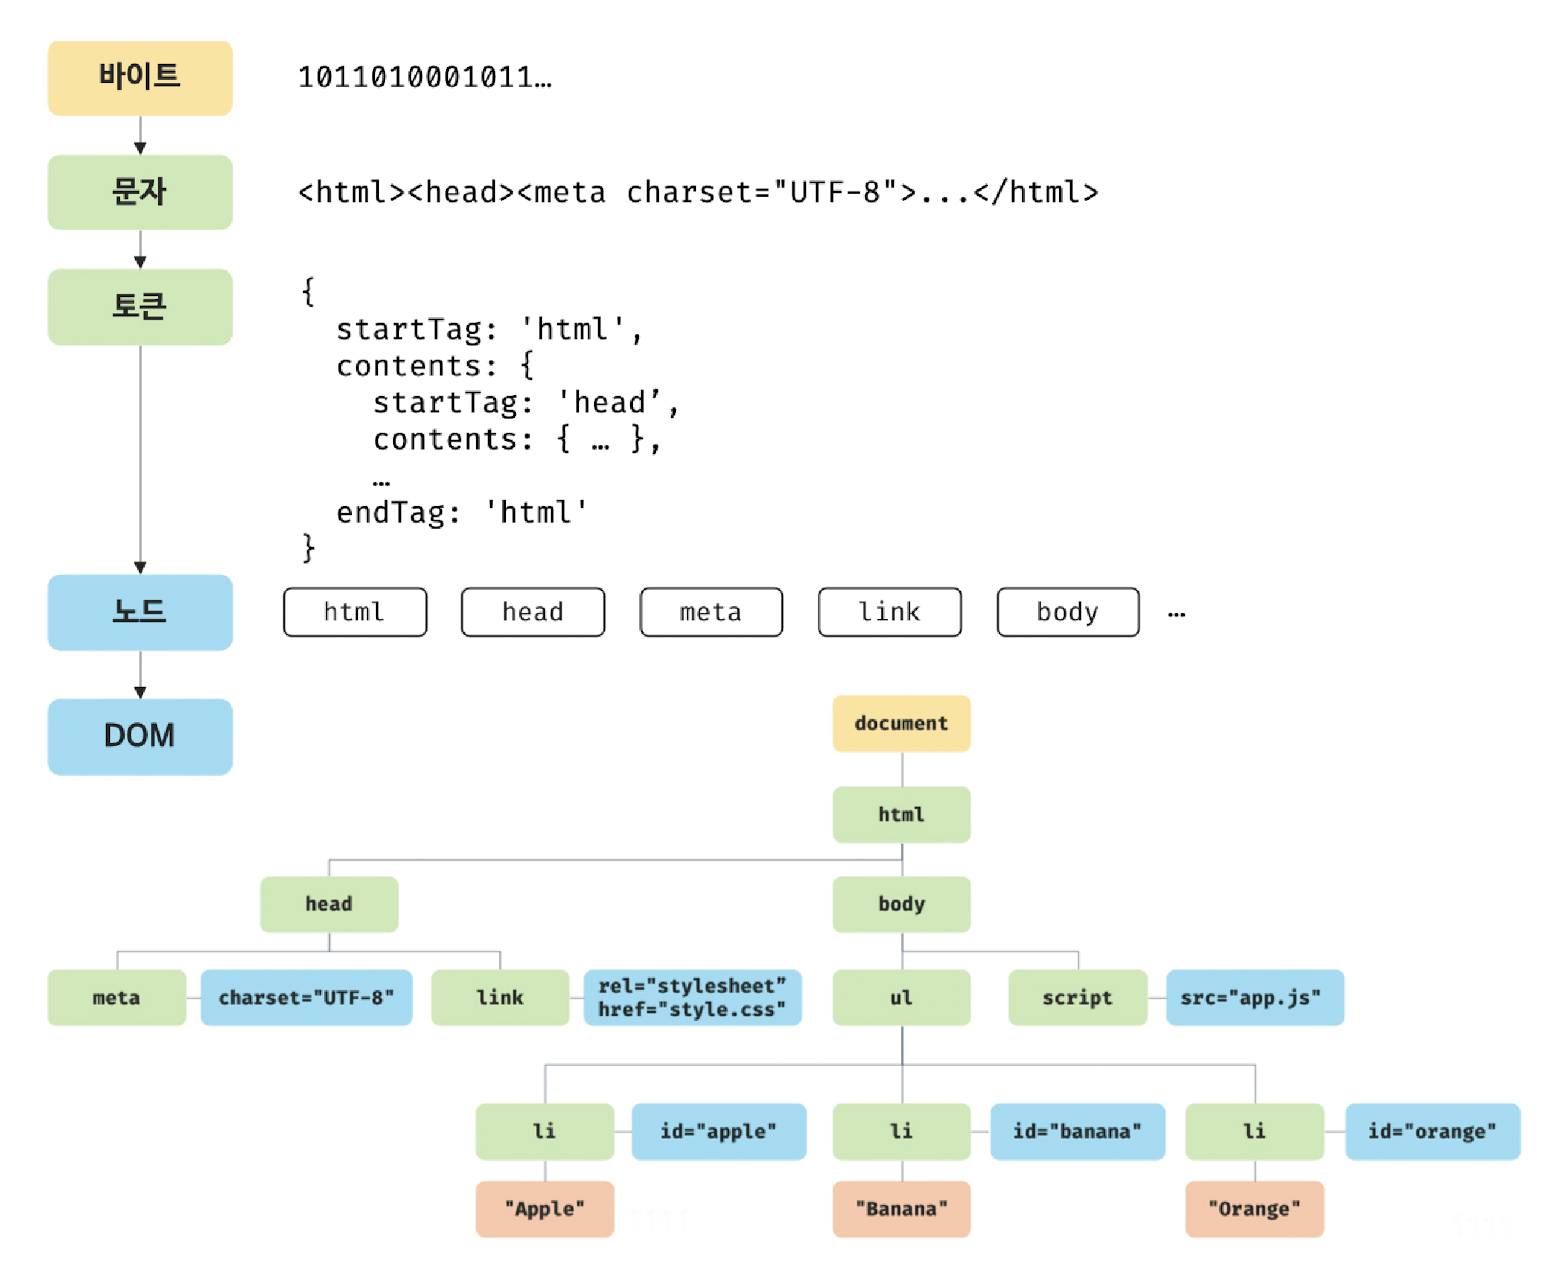 바이트
1011010001011…
문자
<html><head><meta charset="UTF-8">...</html>
토큰
{
startTag: 'html',
contents: {
startTag: 'head’,
contents: { … },
…
endTag: 'html'
}
노드
html
head
meta
link
body
…
DOM
document
html
head
body
meta
charset="UTF-8"
link
rel="stylesheet”
href="style.css"
ul
script
src="app.js"
li
id="apple"
li
id="banana"
li
id="orange"
"Apple"
"Banana"
"Orange"